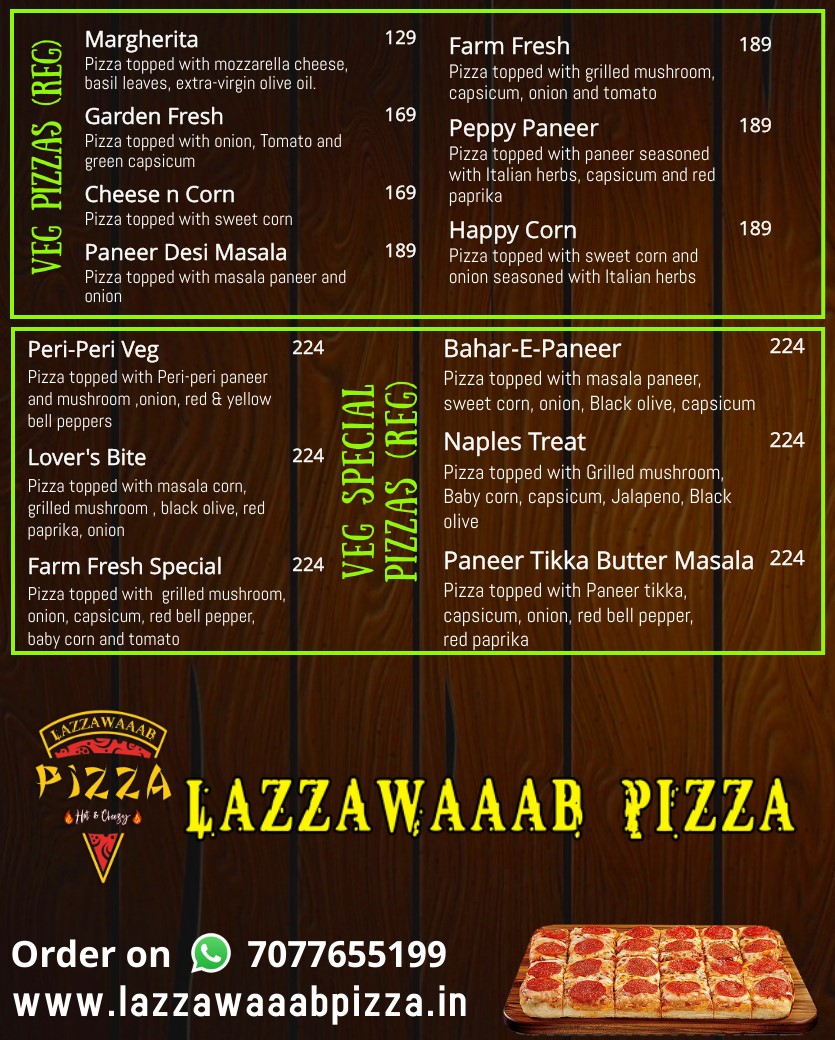 VEG PIZZAS (REG)
Margherita 129
Pizza topped with mozzarella cheese,
basil leaves, extra-virgin olive oil.
Garden Fresh 169
Pizza topped with onion, Tomato and
green capsicum
Cheese n Corn 169
Pizza topped with sweet corn
Paneer Desi Masala 189
Pizza topped with masala paneer and
onion
Farm Fresh 189
Pizza topped with grilled mushroom,
capsicum, onion and tomato
Peppy Paneer 189
Pizza topped with paneer seasoned
with Italian herbs, capsicum and red
paprika
Happy Corn 189
Pizza topped with sweet corn and
onion seasoned with Italian herbs
Peri-Peri Veg 224
Pizza topped with Peri-peri paneer
and mushroom ,onion, red & yellow
bell peppers
Lover's Bite 224
Pizza topped with masala corn,
grilled mushroom , black olive, red
paprika, onion
Farm Fresh Special 224
Pizza topped with  grilled mushroom,
onion, capsicum, red bell pepper,
baby corn and tomato
VEG SPECIAL
PIZZAS (REG)
Bahar-E-Paneer 224
Pizza topped with masala paneer,
sweet corn, onion, Black olive, capsicum
Naples Treat 224
Pizza topped with Grilled mushroom,
Baby corn, capsicum, Jalapeno, Black
olive
Paneer Tikka Butter Masala 224
Pizza topped with Paneer tikka,
capsicum, onion, red bell pepper,
red paprika
LAZZAWAAAB
PIZZA
Hot & Cheezy
LAZZAWAAAB PIZZA
Order on 7077655199
www.lazzawaaabpizza.in